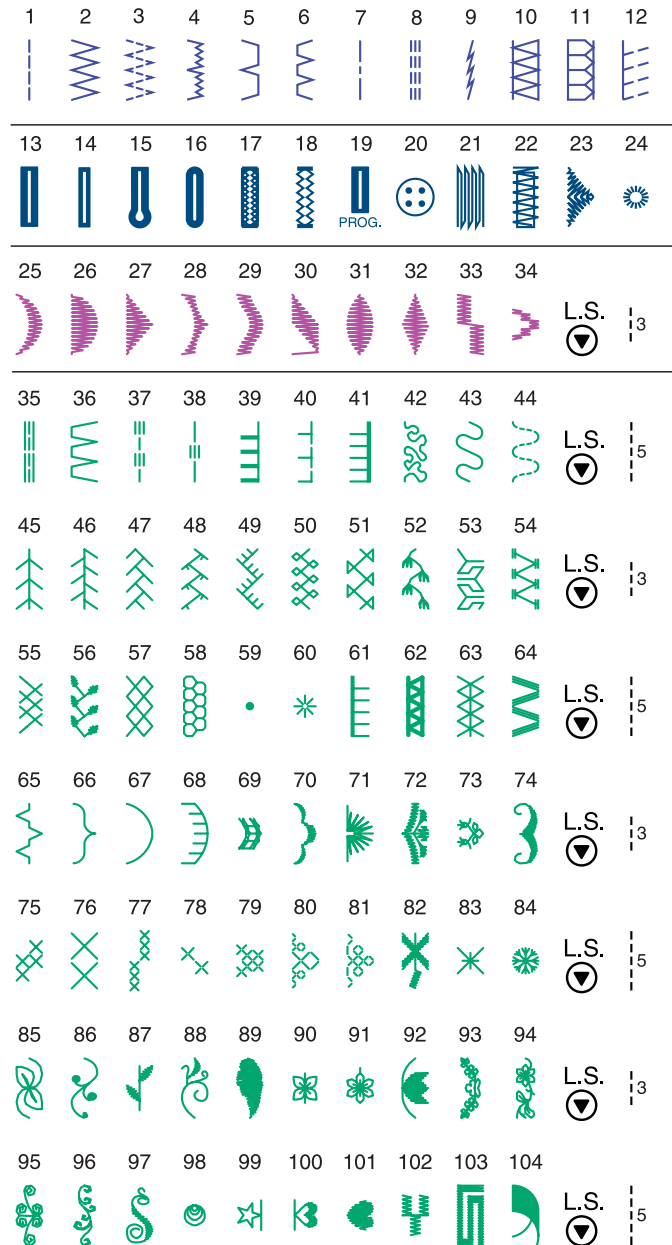 1 2 3 4 5 6 7 8 9 10 11 12
13 14 15 16 17 18 19 20 21 22 23 24
PROG.
25 26 27 28 29 30 31 32 33 34
L.S. 3
35 36 37 38 39 40 41 42 43 44
L.S. 5
45 46 47 48 49 50 51 52 53 54
L.S. 3
55 56 57 58 59 60 61 62 63 64
L.S. 5
65 66 67 68 69 70 71 72 73 74
L.S. 3
75 76 77 78 79 80 81 82 83 84
L.S. 5
85 86 87 88 89 90 91 92 93 94
L.S. 3
95 96 97 98 99 100 101 102 103 104
L.S. 5